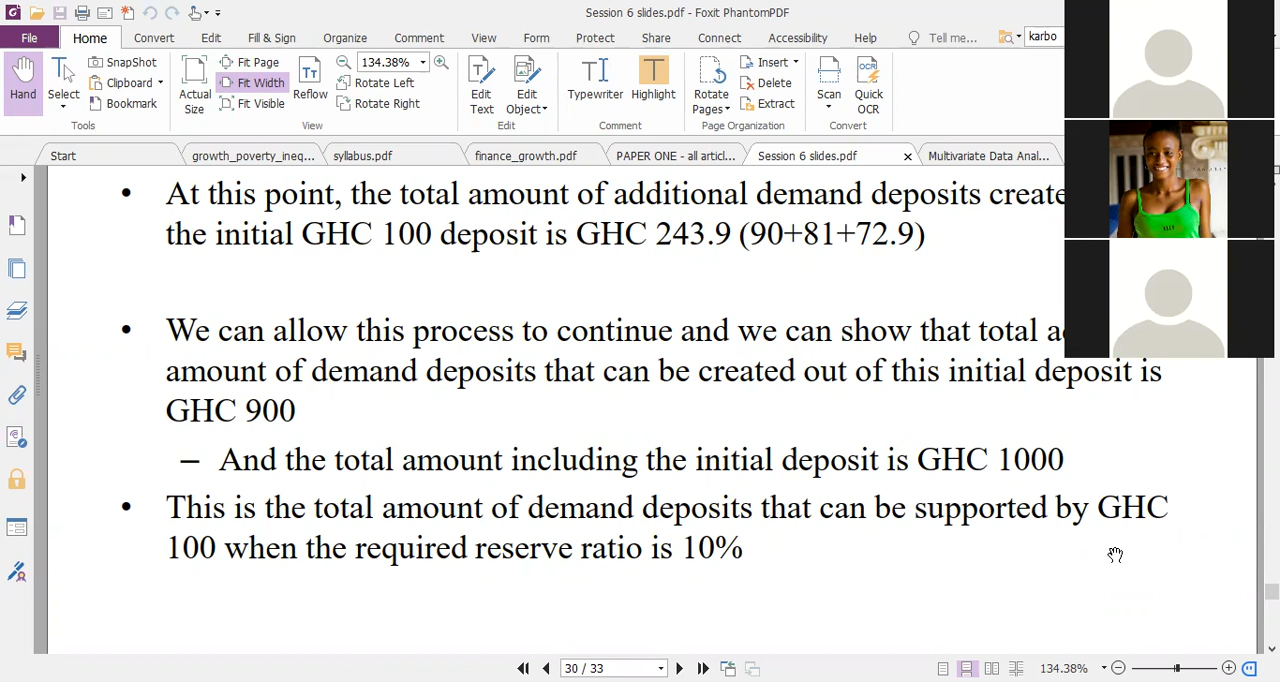 Session 6 slides.pdf - Foxit PhantomPDF
File Home Convert Edit Fill & Sign Organize Comment View Form Protect Share Connect Accessibility Help Tell me... karbo
Hand Select SnapShot Clipboard Bookmark Actual Size Fit Page Fit Width Fit Visible Reflow 134.38% Rotate Left Rotate Right Edit Text Edit Object Typewriter Highlight Rotate Pages Insert Delete Extract Scan Quick OCR
Tools View Edit Comment Page Organization Convert
Start growth_poverty_ineq... syllabus.pdf finance_growth.pdf PAPER ONE - all articl... Session 6 slides.pdf Multivariate Data Anal...
• At this point, the total amount of additional demand deposits create
the initial GHC 100 deposit is GHC 243.9 (90+81+72.9)
• We can allow this process to continue and we can show that total a
amount of demand deposits that can be created out of this initial deposit is
GHC 900
– And the total amount including the initial deposit is GHC 1000
• This is the total amount of demand deposits that can be supported by GHC
100 when the required reserve ratio is 10%
30 / 33 134.38%